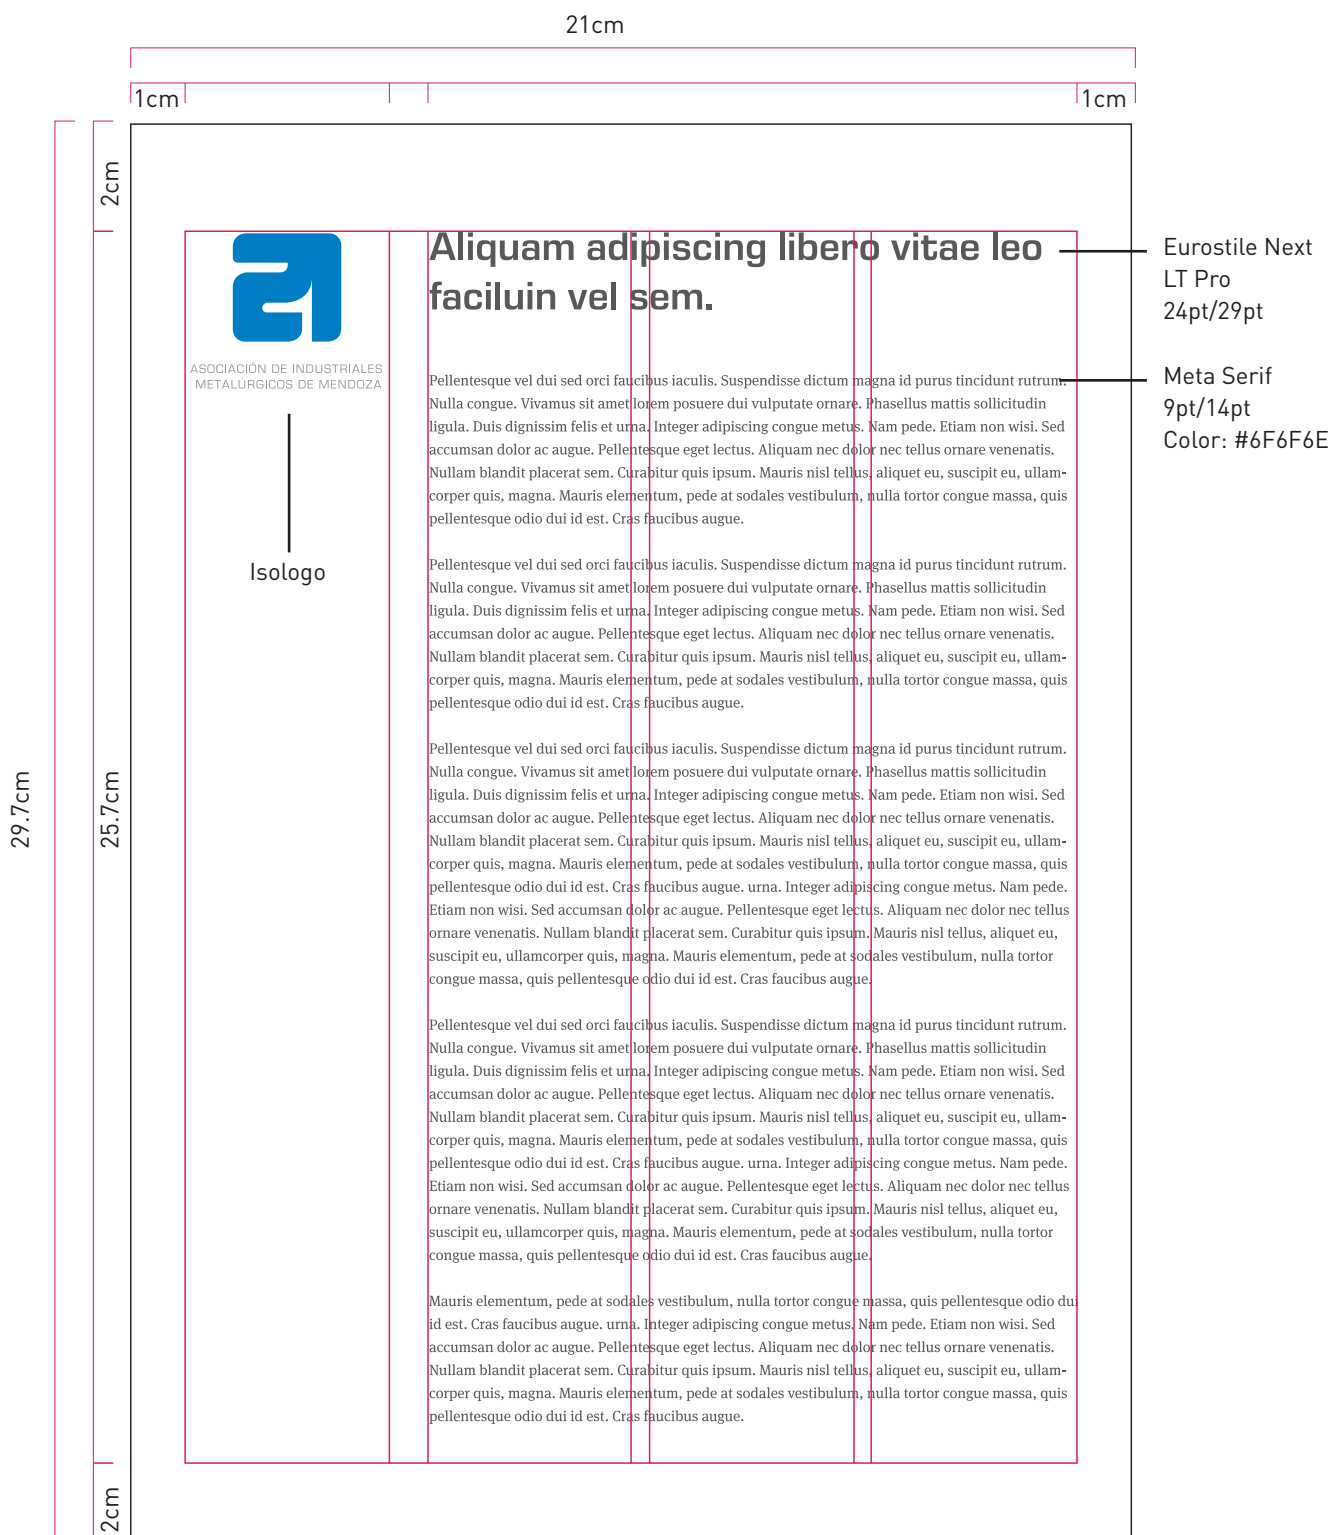 21cm
1cm
1cm
2cm
29.7cm
25.7cm
2cm
ASOCIACIÓN DE INDUSTRIALES
METALÚRGICOS DE MENDOZA
Isologo
Aliquam adipiscing libero vitae leo
faciluin vel sem.
Eurostile Next
LT Pro
24pt/29pt
Meta Serif
9pt/14pt
Color: #6F6F6E
Pellentesque vel dui sed orci faucibus iaculis. Suspendisse dictum magna id purus tincidunt rutrum.
Nulla congue. Vivamus sit amet lorem posuere dui vulputate ornare. Phasellus mattis sollicitudin
ligula. Duis dignissim felis et urna. Integer adipiscing congue metus. Nam pede. Etiam non wisi. Sed
accumsan dolor ac augue. Pellentesque eget lectus. Aliquam nec dolor nec tellus ornare venenatis.
Nullam blandit placerat sem. Curabitur quis ipsum. Mauris nisl tellus, aliquet eu, suscipit eu, ullam-
corper quis, magna. Mauris elementum, pede at sodales vestibulum, nulla tortor congue massa, quis
pellentesque odio dui id est. Cras faucibus augue.
Pellentesque vel dui sed orci faucibus iaculis. Suspendisse dictum magna id purus tincidunt rutrum.
Nulla congue. Vivamus sit amet lorem posuere dui vulputate ornare. Phasellus mattis sollicitudin
ligula. Duis dignissim felis et urna. Integer adipiscing congue metus. Nam pede. Etiam non wisi. Sed
accumsan dolor ac augue. Pellentesque eget lectus. Aliquam nec dolor nec tellus ornare venenatis.
Nullam blandit placerat sem. Curabitur quis ipsum. Mauris nisl tellus, aliquet eu, suscipit eu, ullam-
corper quis, magna. Mauris elementum, pede at sodales vestibulum, nulla tortor congue massa, quis
pellentesque odio dui id est. Cras faucibus augue.
Pellentesque vel dui sed orci faucibus iaculis. Suspendisse dictum magna id purus tincidunt rutrum.
Nulla congue. Vivamus sit amet lorem posuere dui vulputate ornare. Phasellus mattis sollicitudin
ligula. Duis dignissim felis et urna. Integer adipiscing congue metus. Nam pede. Etiam non wisi. Sed
accumsan dolor ac augue. Pellentesque eget lectus. Aliquam nec dolor nec tellus ornare venenatis.
Nullam blandit placerat sem. Curabitur quis ipsum. Mauris nisl tellus, aliquet eu, suscipit eu, ullam-
corper quis, magna. Mauris elementum, pede at sodales vestibulum, nulla tortor congue massa, quis
pellentesque odio dui id est. Cras faucibus augue. urna. Integer adipiscing congue metus. Nam pede.
Etiam non wisi. Sed accumsan dolor ac augue. Pellentesque eget lectus. Aliquam nec dolor nec tellus
ornare venenatis. Nullam blandit placerat sem. Curabitur quis ipsum. Mauris nisl tellus, aliquet eu,
suscipit eu, ullamcorper quis, magna. Mauris elementum, pede at sodales vestibulum, nulla tortor
congue massa, quis pellentesque odio dui id est. Cras faucibus augue.
Pellentesque vel dui sed orci faucibus iaculis. Suspendisse dictum magna id purus tincidunt rutrum.
Nulla congue. Vivamus sit amet lorem posuere dui vulputate ornare. Phasellus mattis sollicitudin
ligula. Duis dignissim felis et urna. Integer adipiscing congue metus. Nam pede. Etiam non wisi. Sed
accumsan dolor ac augue. Pellentesque eget lectus. Aliquam nec dolor nec tellus ornare venenatis.
Nullam blandit placerat sem. Curabitur quis ipsum. Mauris nisl tellus, aliquet eu, suscipit eu, ullam-
corper quis, magna. Mauris elementum, pede at sodales vestibulum, nulla tortor congue massa, quis
pellentesque odio dui id est. Cras faucibus augue. urna. Integer adipiscing congue metus. Nam pede.
Etiam non wisi. Sed accumsan dolor ac augue. Pellentesque eget lectus. Aliquam nec dolor nec tellus
ornare venenatis. Nullam blandit placerat sem. Curabitur quis ipsum. Mauris nisl tellus, aliquet eu,
suscipit eu, ullamcorper quis, magna. Mauris elementum, pede at sodales vestibulum, nulla tortor
congue massa, quis pellentesque odio dui id est. Cras faucibus augue.
Mauris elementum, pede at sodales vestibulum, nulla tortor congue massa, quis pellentesque odio dui
id est. Cras faucibus augue. urna. Integer adipiscing congue metus. Nam pede. Etiam non wisi. Sed
accumsan dolor ac augue. Pellentesque eget lectus. Aliquam nec dolor nec tellus ornare venenatis.
Nullam blandit placerat sem. Curabitur quis ipsum. Mauris nisl tellus, aliquet eu, suscipit eu, ullam-
corper quis, magna. Mauris elementum, pede at sodales vestibulum, nulla tortor congue massa, quis
pellentesque odio dui id est. Cras faucibus augue.